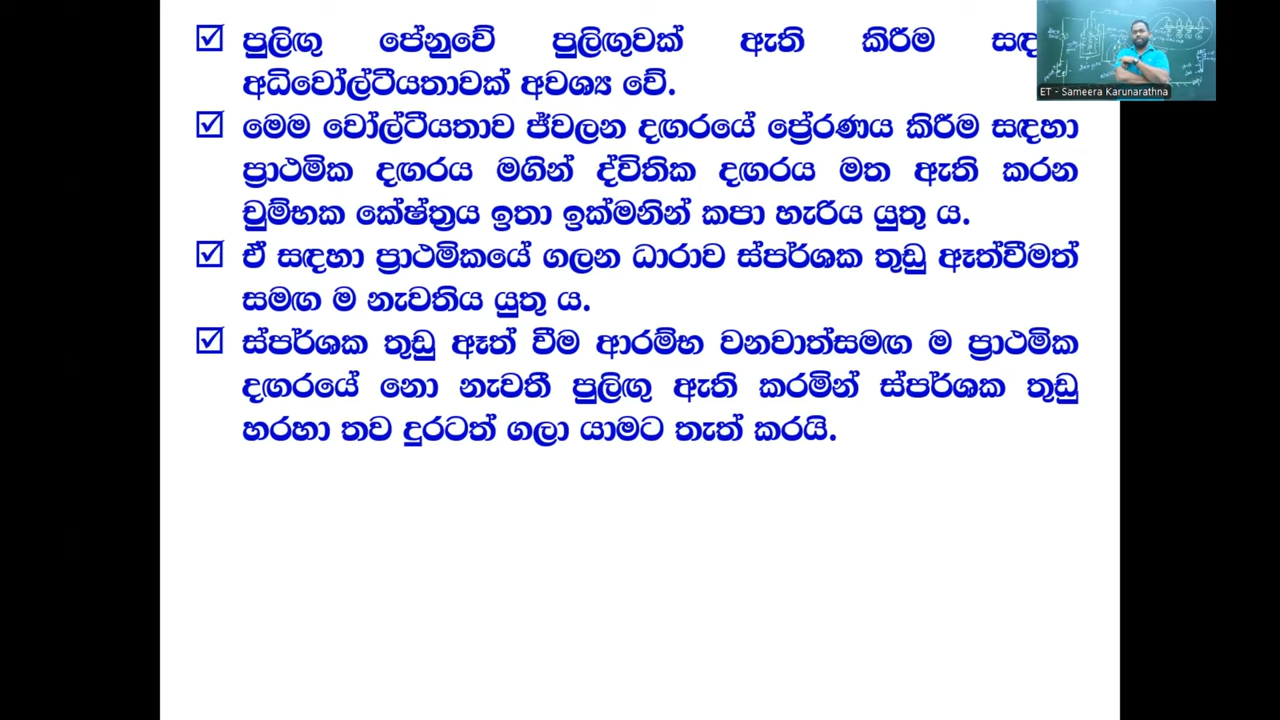 පුලිඟු පේනුවේ පුලිඟුවක් ඇති කිරීම
අධිවෝල්ටීයතාවක් අවශ්‍ය වේ.
මෙම වෝල්ටීයතාව ජ්වලන දඟරයේ ප්‍රේරණය කිරීම සඳහා
ප්‍රාථමික දඟරය මගින් ද්විතික දඟරය මත ඇති කරන
චුම්භක කේෂ්ත්‍රය ඉතා ඉක්මනින් කපා හැරිය යුතු ය.
ඒ සඳහා ප්‍රාථමිකයේ ගලන ධාරාව ස්පර්ශක තුඩු ඈත්වීමත්
සමඟ ම නැවතිය යුතු ය.
ස්පර්ශක තුඩු ඈත් වීම ආරම්භ වනවාත්සමඟ ම ප්‍රාථමික
දඟරයේ නො නැවතී පුලිඟු ඇති කරමින් ස්පර්ශක තුඩු
හරහා තව දුරටත් ගලා යාමට තැත් කරයි.
ET - Sameera Karunarathna